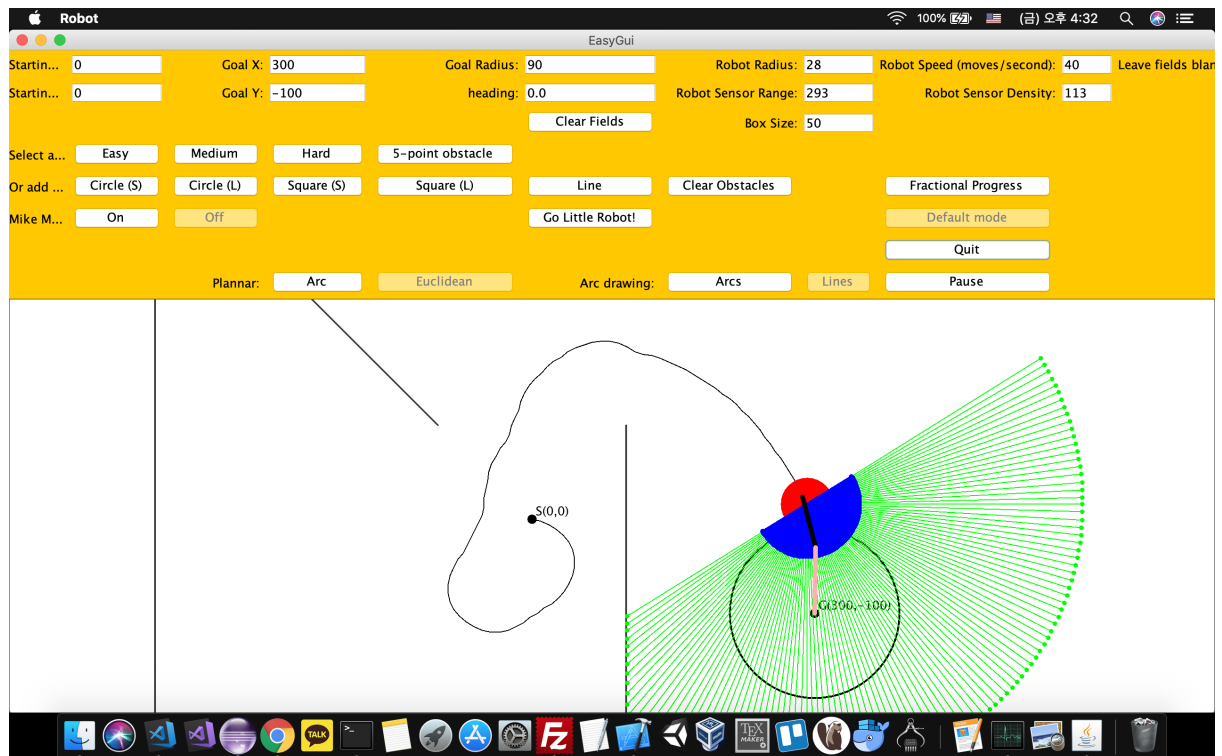 Robot 100% (금) 오후 4:32
EasyGui
Startin... 0 Goal X: 300 Goal Radius: 90 Robot Radius: 28 Robot Speed (moves/second): 40 Leave fields blan
Startin... 0 Goal Y: -100 heading: 0.0 Robot Sensor Range: 293 Robot Sensor Density: 113
Clear Fields Box Size: 50
Select a... Easy Medium Hard 5-point obstacle
Or add ... Circle (S) Circle (L) Square (S) Square (L) Line Clear Obstacles Fractional Progress
Mike M... On Off Go Little Robot! Default mode
Quit
Plannar: Arc Euclidean Arc drawing: Arcs Lines Pause
S(0,0)
G(300,-100)
TALK
Fz
TEX
MAKER